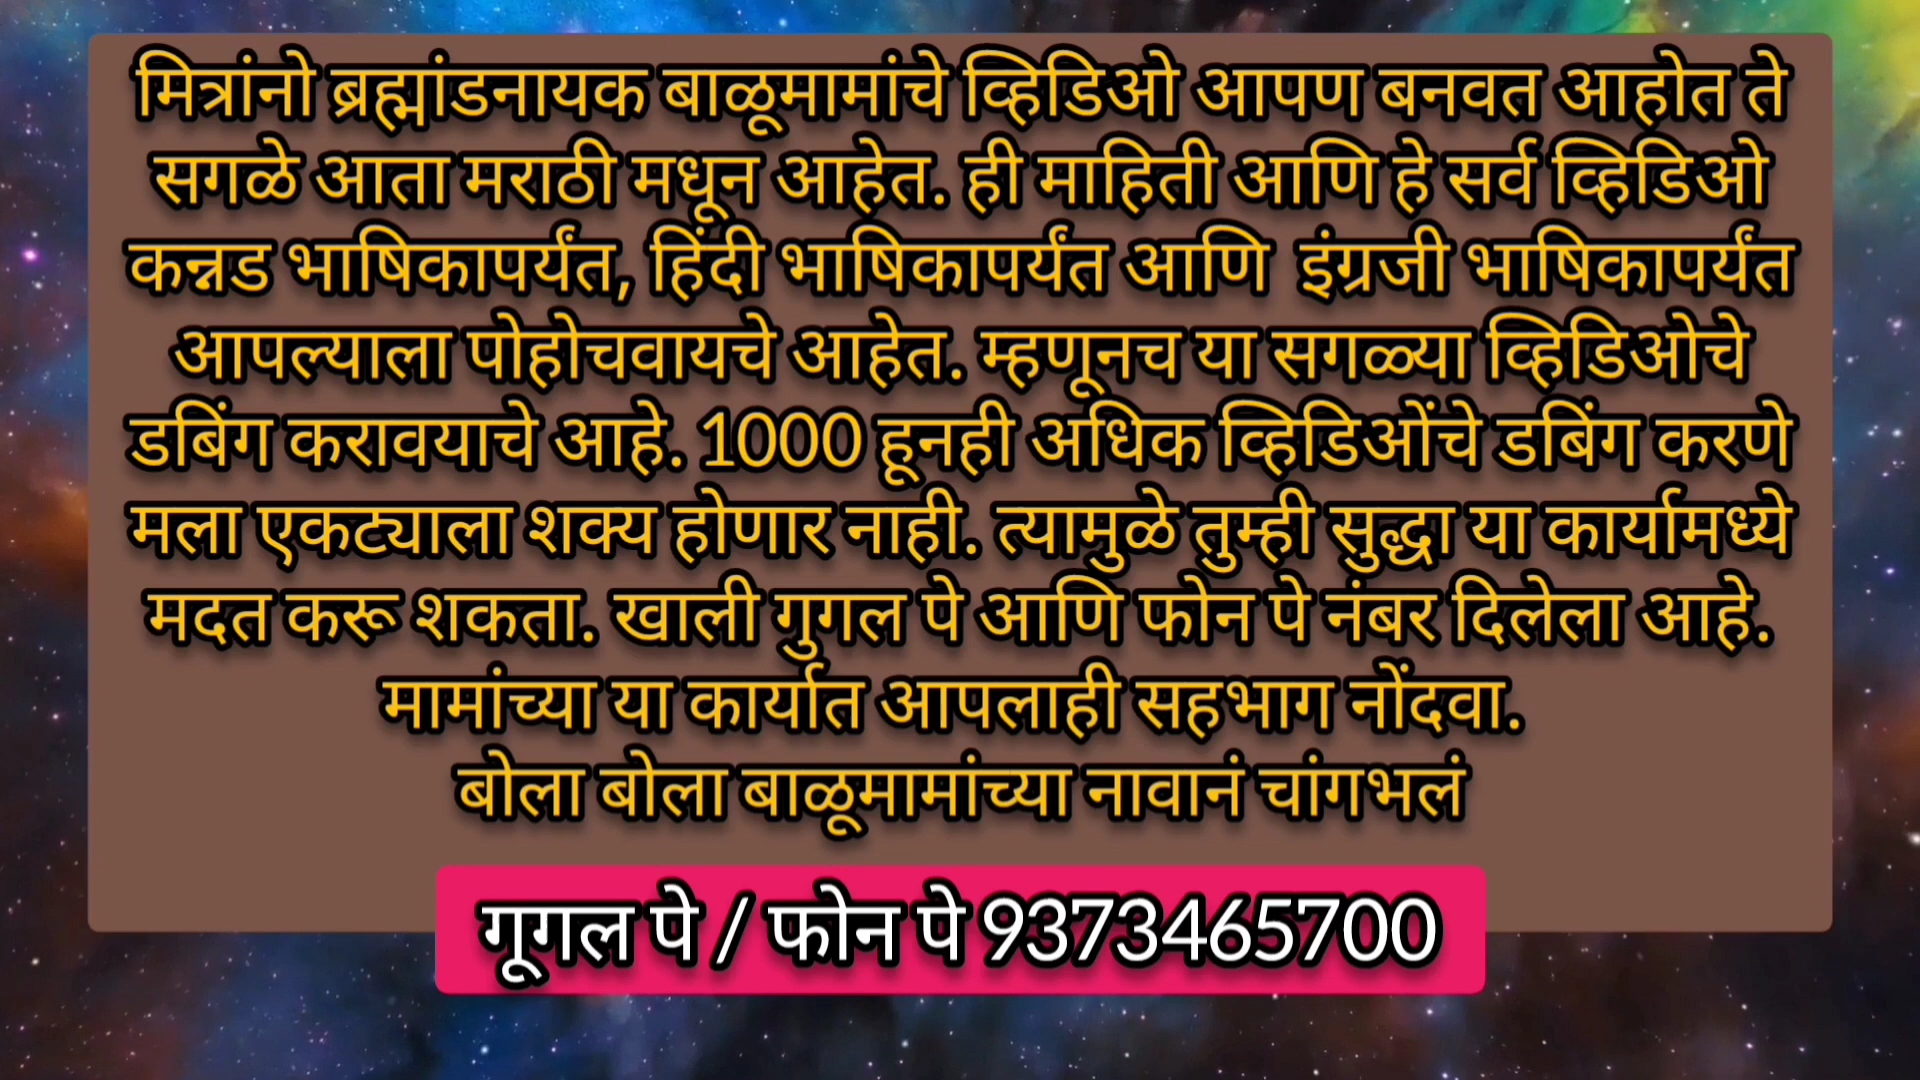 मित्रांनो ब्रह्मांडनायक बाळूमामांचे व्हिडिओ आपण बनवत आहोत ते
सगळे आता मराठी मधून आहेत. ही माहिती आणि हे सर्व व्हिडिओ
कन्नड भाषिकापर्यंत, हिंदी भाषिकापर्यंत आणि  इंग्रजी भाषिकापर्यंत
आपल्याला पोहोचवायचे आहेत. म्हणूनच या सगळ्या व्हिडिओचे
डबिंग करावयाचे आहे. 1000 हूनही अधिक व्हिडिओंचे डबिंग करणे
मला एकट्याला शक्य होणार नाही. त्यामुळे तुम्ही सुद्धा या कार्यामध्ये
मदत करू शकता. खाली गुगल पे आणि फोन पे नंबर दिलेला आहे.
मामांच्या या कार्यात आपलाही सहभाग नोंदवा.
बोला बोला बाळूमामांच्या नावानं चांगभलं
गूगल पे / फोन पे 9373465700